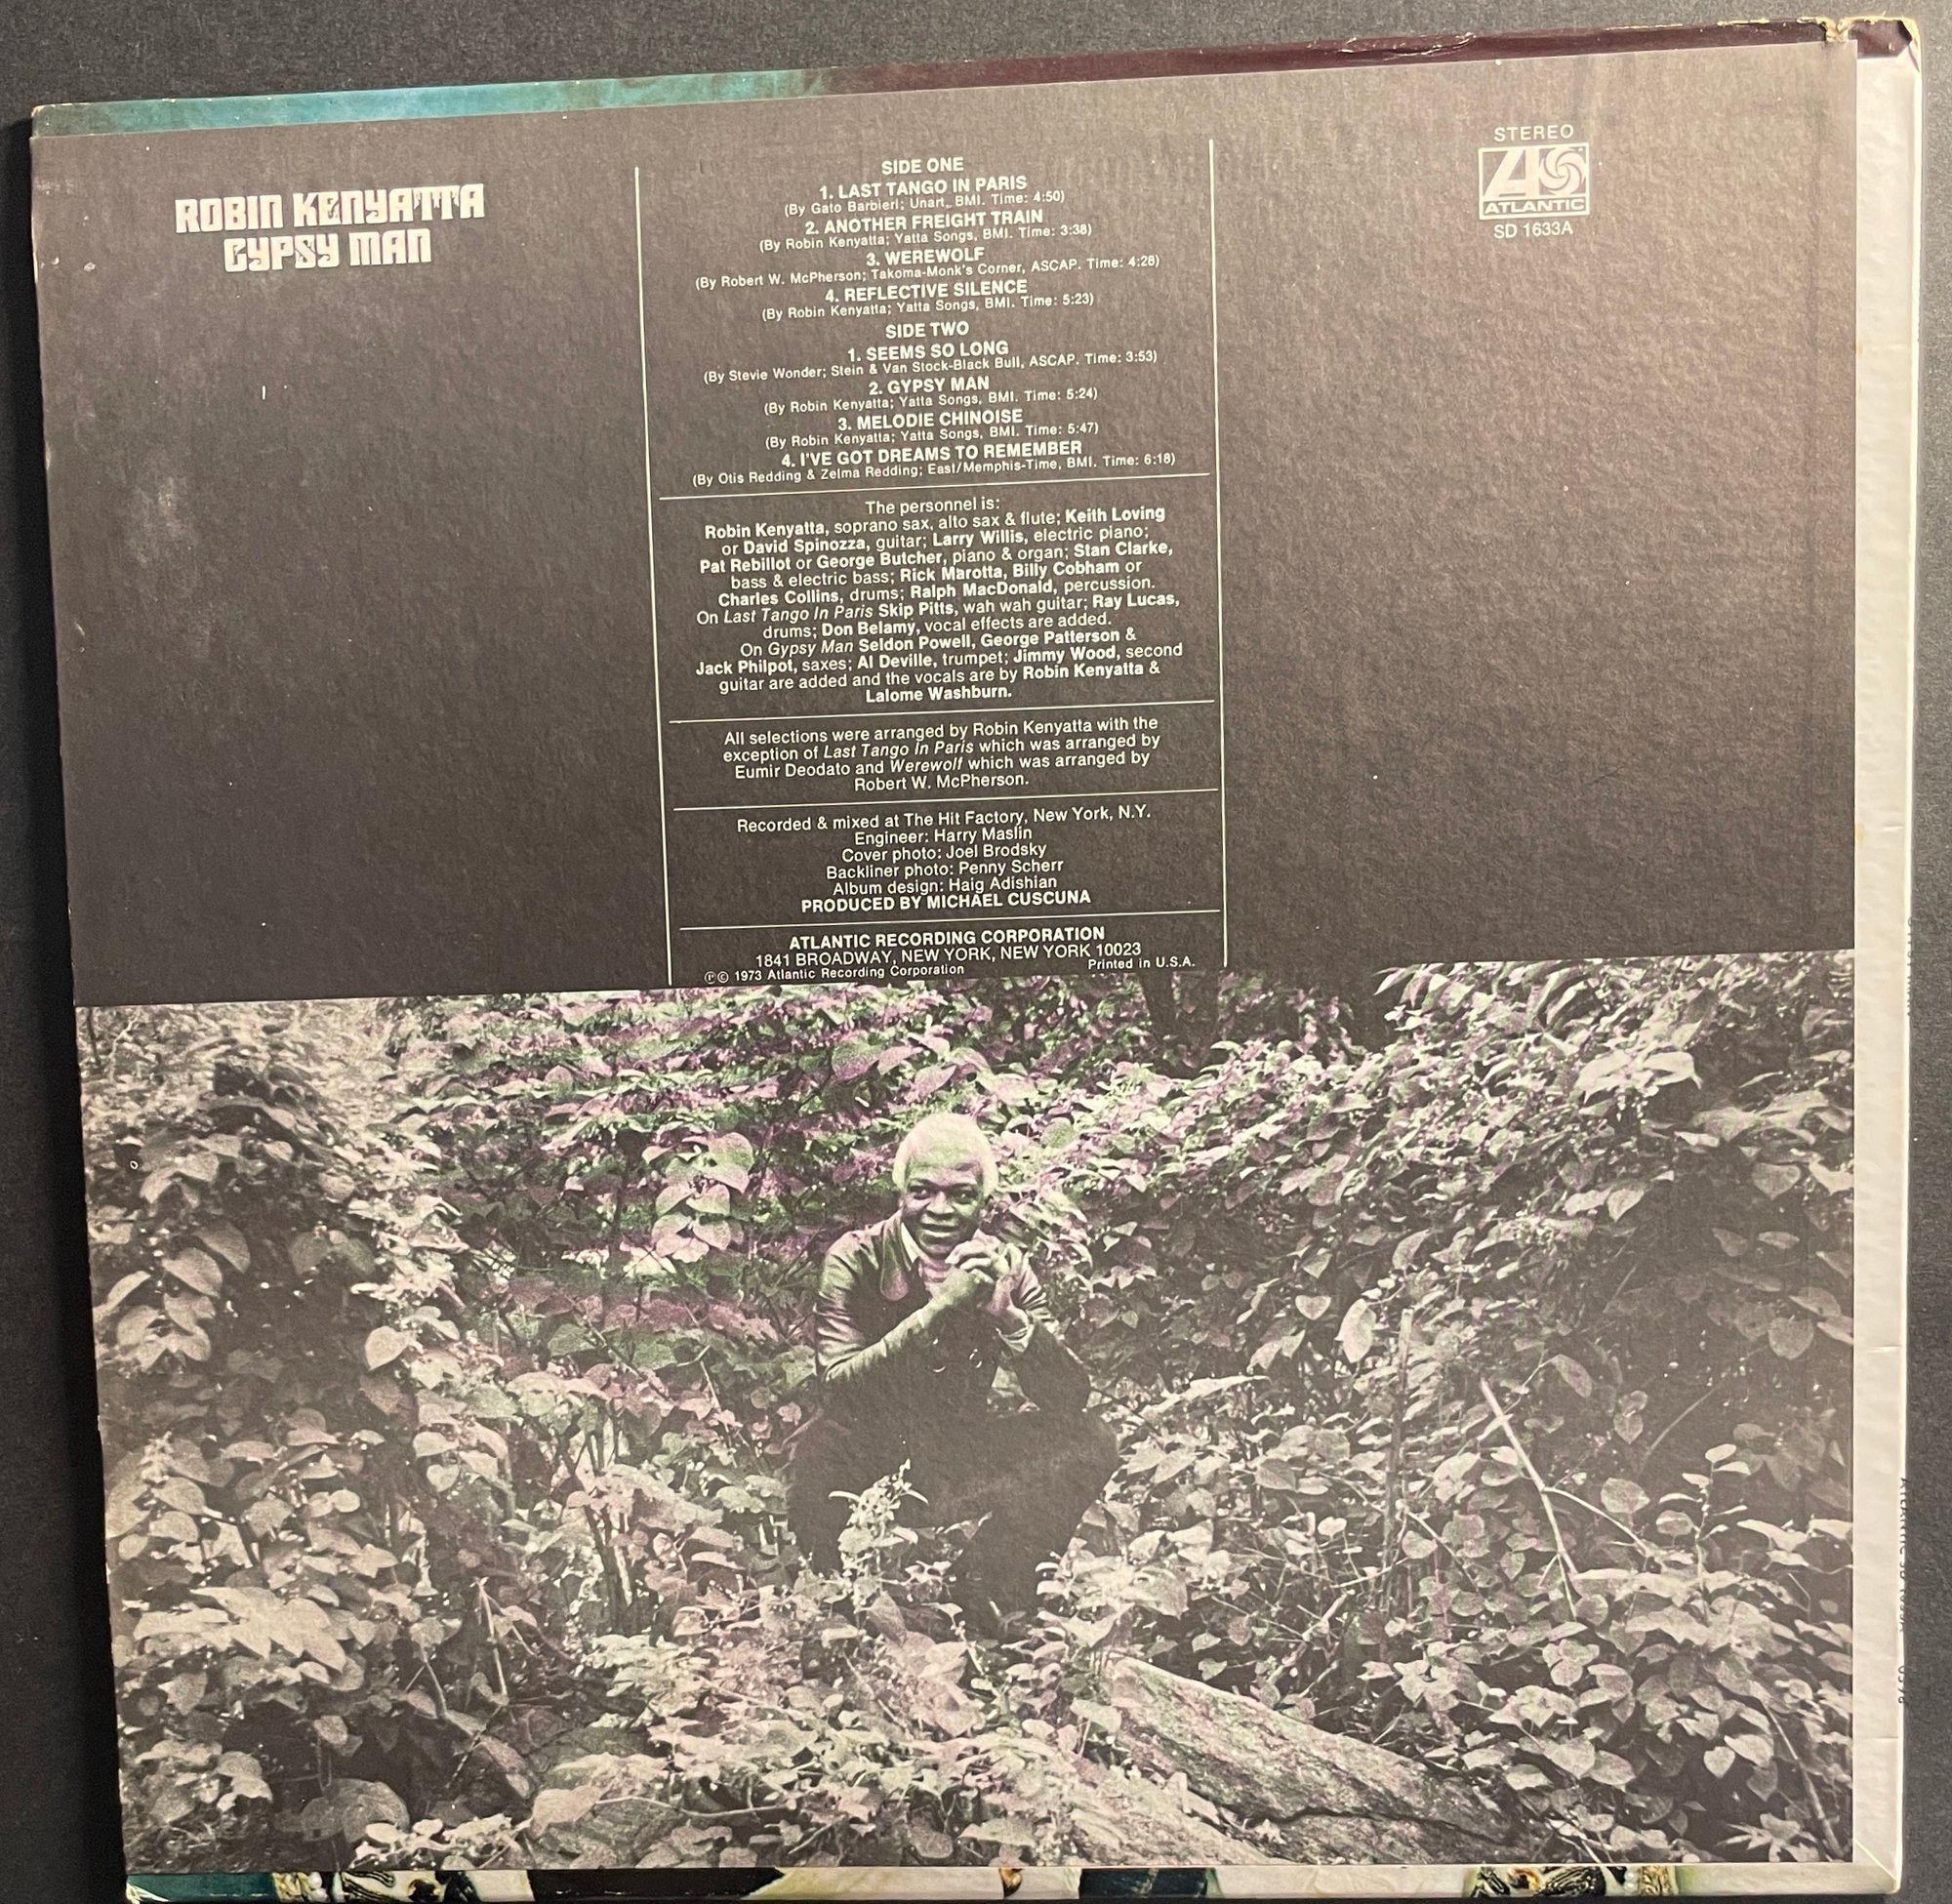 ROBIN KENYATTA
GYPSY MAN
SIDE ONE
1. LAST TANGO IN PARIS
(By Gato Barbieri; Unart, BMI. Time: 4:50)
2. ANOTHER FREIGHT TRAIN
(By Robin Kenyatta; Yatta Songs, BMI. Time: 3:38)
3. WEREWOLF
(By Robert W. McPherson; Takoma-Monk's Corner, ASCAP. Time: 4:28)
4. REFLECTIVE SILENCE
(By Robin Kenyatta; Yatta Songs, BMI. Time: 5:23)
SIDE TWO
1. SEEMS SO LONG
(By Stevie Wonder; Stein & Van Stock-Black Bull, ASCAP. Time: 3:53)
2. GYPSY MAN
(By Robin Kenyatta; Yatta Songs, BMI. Time: 5:24)
3. MELODIE CHINOISE
(By Robin Kenyatta; Yatta Songs, BMI. Time: 5:47)
4. I'VE GOT DREAMS TO REMEMBER
(By Otis Redding & Zelma Redding; East/Memphis-Time, BMI. Time: 6:18)
The personnel is:
Robin Kenyatta, soprano sax, alto sax & flute; Keith Loving
or David Spinozza, guitar; Larry Willis, electric piano;
Pat Rebillot or George Butcher, piano & organ; Stan Clarke,
bass & electric bass; Rick Marotta, Billy Cobham or
Charles Collins, drums; Ralph MacDonald, percussion.
On Last Tango In Paris Skip Pitts, wah wah guitar; Ray Lucas,
drums; Don Belamy, vocal effects are added.
On Gypsy Man Seldon Powell, George Patterson &
Jack Philpot, saxes; Al Deville, trumpet; Jimmy Wood, second
guitar are added and the vocals are by Robin Kenyatta &
Lalome Washburn.
All selections were arranged by Robin Kenyatta with the
exception of Last Tango In Paris which was arranged by
Eumir Deodato and Werewolf which was arranged by
Robert W. McPherson.
Recorded & mixed at The Hit Factory, New York, N.Y.
Engineer: Harry Maslin
Cover photo: Joel Brodsky
Backliner photo: Penny Scherr
Album design: Haig Adishian
PRODUCED BY MICHAEL CUSCUNA
ATLANTIC RECORDING CORPORATION
1841 BROADWAY, NEW YORK, NEW YORK 10023
℗© 1973 Atlantic Recording Corporation Printed in U.S.A.
STEREO
ATLANTIC
SD 1633A